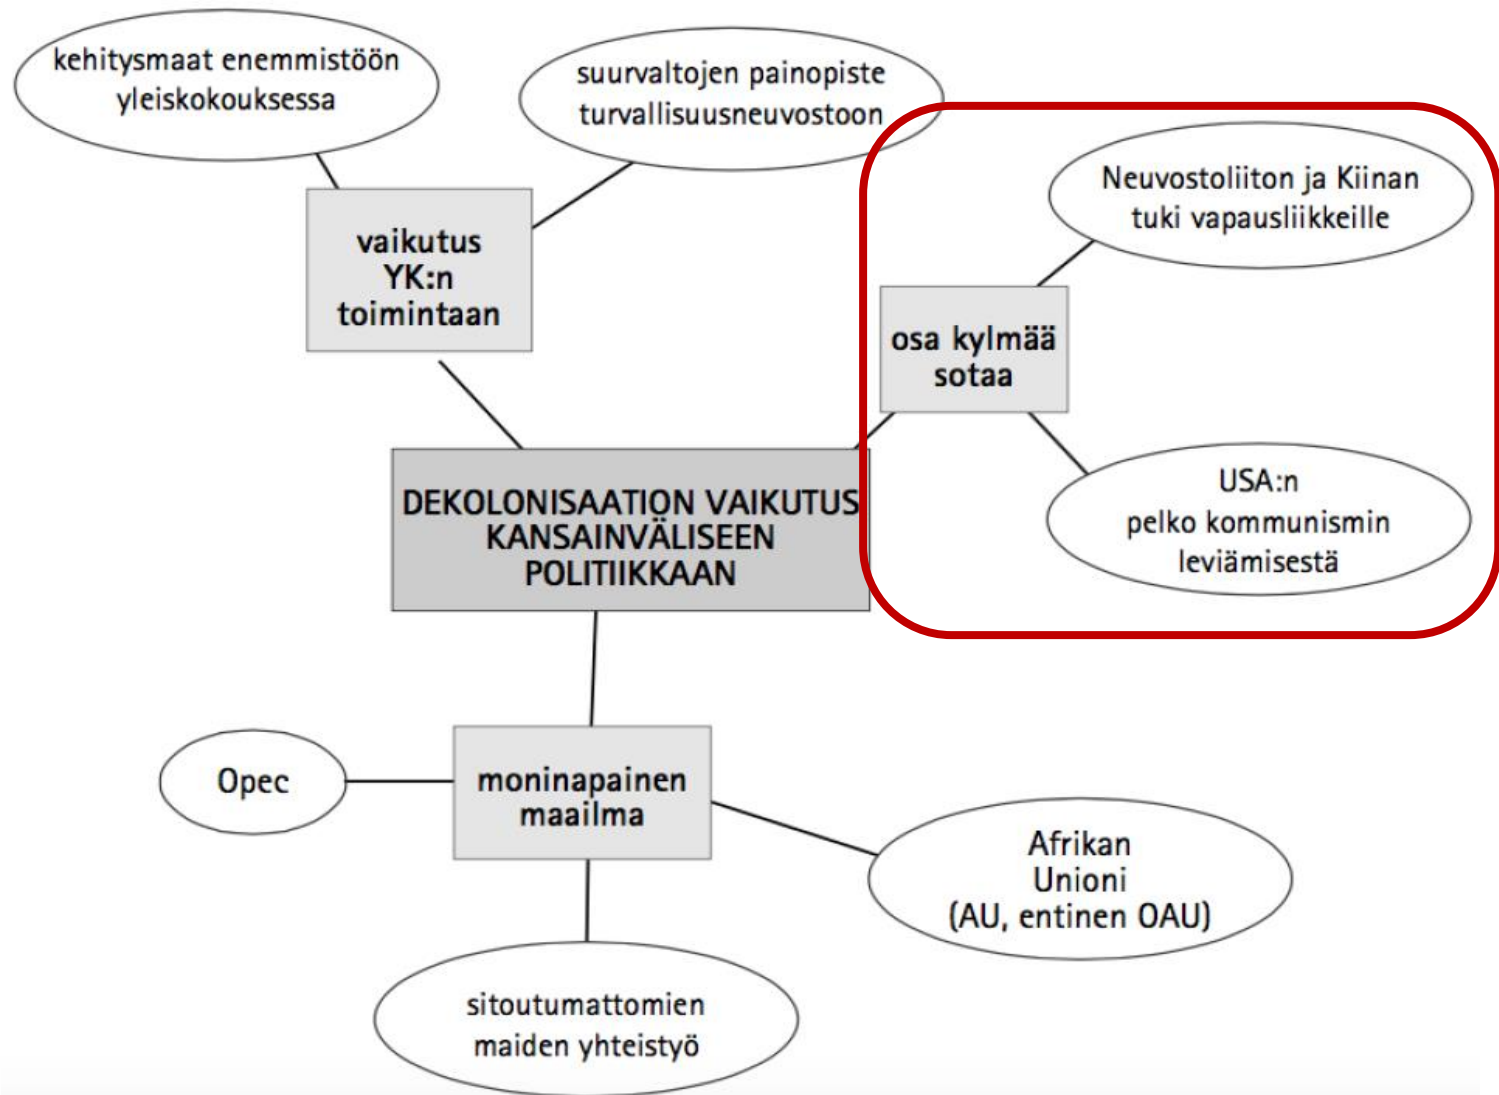 kehitysmaat enemmistöön
yleiskokouksessa
suurvaltojen painopiste
turvallisuusneuvostoon
Neuvostoliiton ja Kiinan
tuki vapausliikkeille
vaikutus
YK:n
toimintaan
osa kylmää
sotaa
DEKOLONISAATION VAIKUTUS
KANSAINVÄLISEEN
POLITIIKKAAN
USA:n
pelko kommunismin
leviämisestä
Opec
moninapainen
maailma
Afrikan
Unioni
(AU, entinen OAU)
sitoutumattomien
maiden yhteistyö